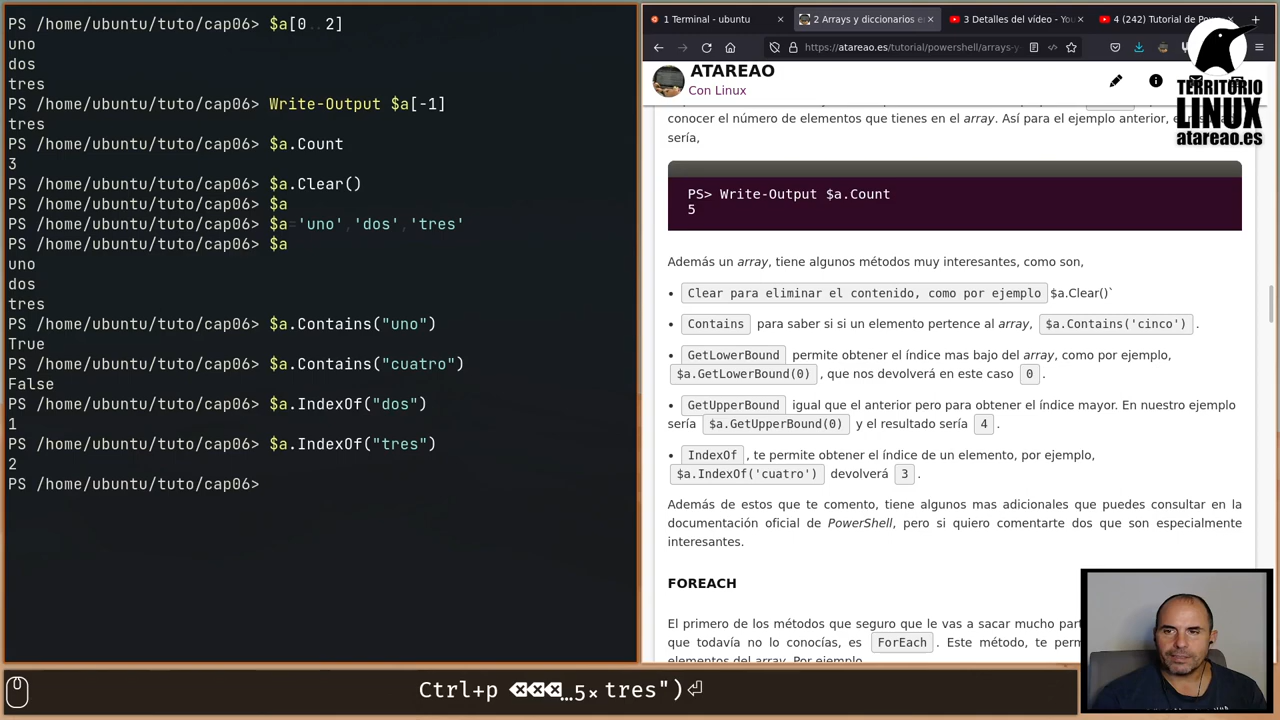 PS /home/ubuntu/tuto/cap06> $a[0..2]
uno
dos
tres
PS /home/ubuntu/tuto/cap06> Write-Output $a[-1]
tres
PS /home/ubuntu/tuto/cap06> $a.Count
3
PS /home/ubuntu/tuto/cap06> $a.Clear()
PS /home/ubuntu/tuto/cap06> $a
PS /home/ubuntu/tuto/cap06> $a='uno','dos','tres'
PS /home/ubuntu/tuto/cap06> $a
uno
dos
tres
PS /home/ubuntu/tuto/cap06> $a.Contains("uno")
True
PS /home/ubuntu/tuto/cap06> $a.Contains("cuatro")
False
PS /home/ubuntu/tuto/cap06> $a.IndexOf("dos")
1
PS /home/ubuntu/tuto/cap06> $a.IndexOf("tres")
2
PS /home/ubuntu/tuto/cap06>
1 Terminal - ubuntu
2 Arrays y diccionarios e
3 Detalles del vídeo - You
4 (242) Tutorial de Power
https://atareao.es/tutorial/powershell/arrays-y
TERRITORIO
LINUX
atareao.es
ATAREAO
Con Linux
conocer el número de elementos que tienes en el array. Así para el ejemplo anterior, el
sería,
PS> Write-Output $a.Count
5
Además un array, tiene algunos métodos muy interesantes, como son,
• Clear para eliminar el contenido, como por ejemplo $a.Clear()`
• Contains para saber si si un elemento pertence al array, $a.Contains('cinco') .
• GetLowerBound permite obtener el índice mas bajo del array, como por ejemplo,
$a.GetLowerBound(0) , que nos devolverá en este caso 0 .
• GetUpperBound igual que el anterior pero para obtener el índice mayor. En nuestro ejemplo
sería $a.GetUpperBound(0) y el resultado sería 4 .
• IndexOf , te permite obtener el índice de un elemento, por ejemplo,
$a.IndexOf('cuatro') devolverá 3 .
Además de estos que te comento, tiene algunos mas adicionales que puedes consultar en la
documentación oficial de PowerShell, pero si quiero comentarte dos que son especialmente
interesantes.
FOREACH
El primero de los métodos que seguro que le vas a sacar mucho part
que todavía no lo conocías, es ForEach . Este método, te perm
elementos del array. Por ejemplo
Ctrl+p ⌫⌫⌫…5× tres")⏎